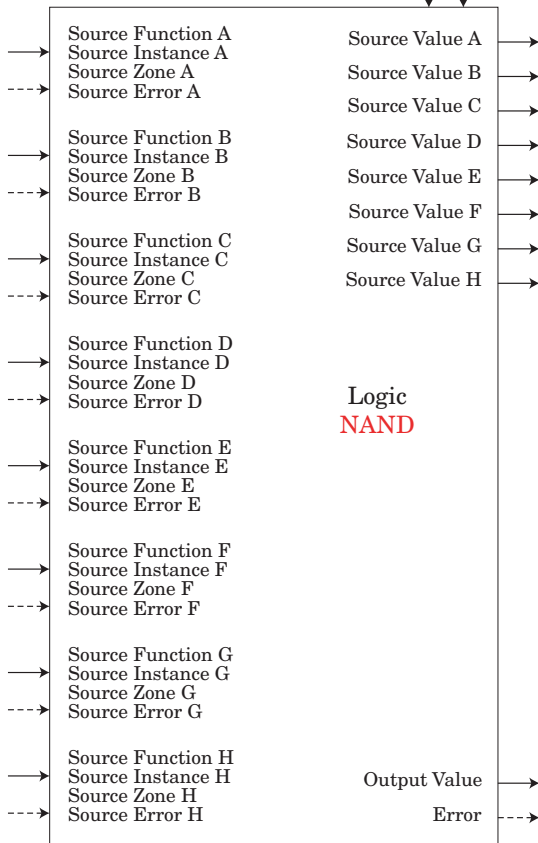 Source Function A
Source Instance A
Source Zone A
Source Error A
Source Function B
Source Instance B
Source Zone B
Source Error B
Source Function C
Source Instance C
Source Zone C
Source Error C
Source Function D
Source Instance D
Source Zone D
Source Error D
Source Function E
Source Instance E
Source Zone E
Source Error E
Source Function F
Source Instance F
Source Zone F
Source Error F
Source Function G
Source Instance G
Source Zone G
Source Error G
Source Function H
Source Instance H
Source Zone H
Source Error H
Source Value A
Source Value B
Source Value C
Source Value D
Source Value E
Source Value F
Source Value G
Source Value H
Logic
NAND
Output Value
Error